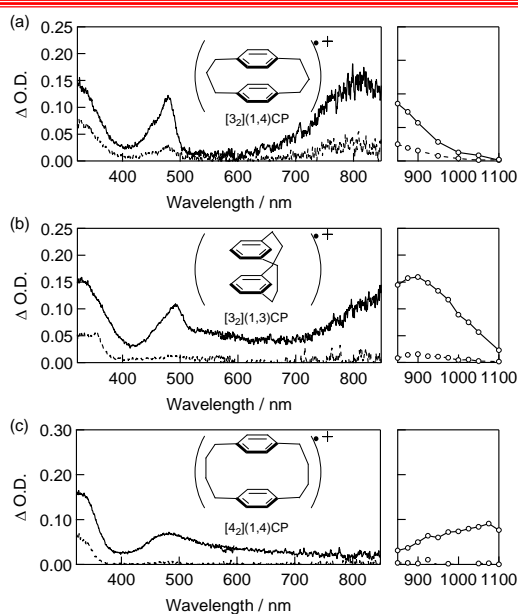 (a)
Δ O.D.
0.25
0.20
0.15
0.10
0.05
0.00
•+
[3₂](1,4)CP
400 500 600 700 800
900 1000 1100
Wavelength / nm
(b)
Δ O.D.
0.25
0.20
0.15
0.10
0.05
0.00
•+
[3₂](1,3)CP
400 500 600 700 800
900 1000 1100
Wavelength / nm
(c)
Δ O.D.
0.30
0.20
0.10
0.00
•+
[4₂](1,4)CP
400 500 600 700 800
900 1000 1100
Wavelength / nm